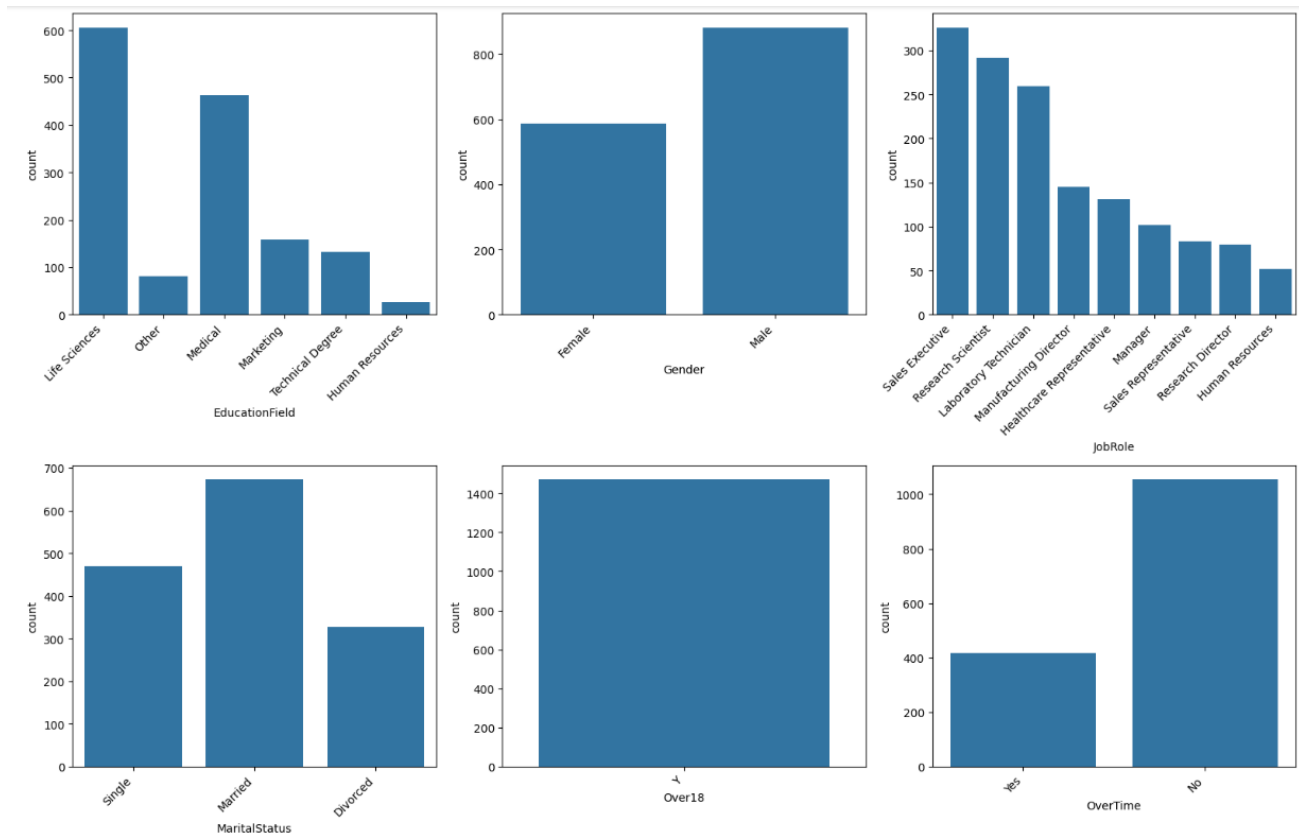 600
500
400
300
200
100
0
count
Life Sciences
Other
Medical
Marketing
Technical Degree
Human Resources
EducationField
800
600
400
200
0
count
Female
Male
Gender
300
250
200
150
100
50
0
count
Sales Executive
Research Scientist
Laboratory Technician
Manufacturing Director
Healthcare Representative
Manager
Sales Representative
Research Director
Human Resources
JobRole
700
600
500
400
300
200
100
0
count
Single
Married
Divorced
MaritalStatus
1400
1200
1000
800
600
400
200
0
count
Y
Over18
1000
800
600
400
200
0
count
Yes
No
OverTime